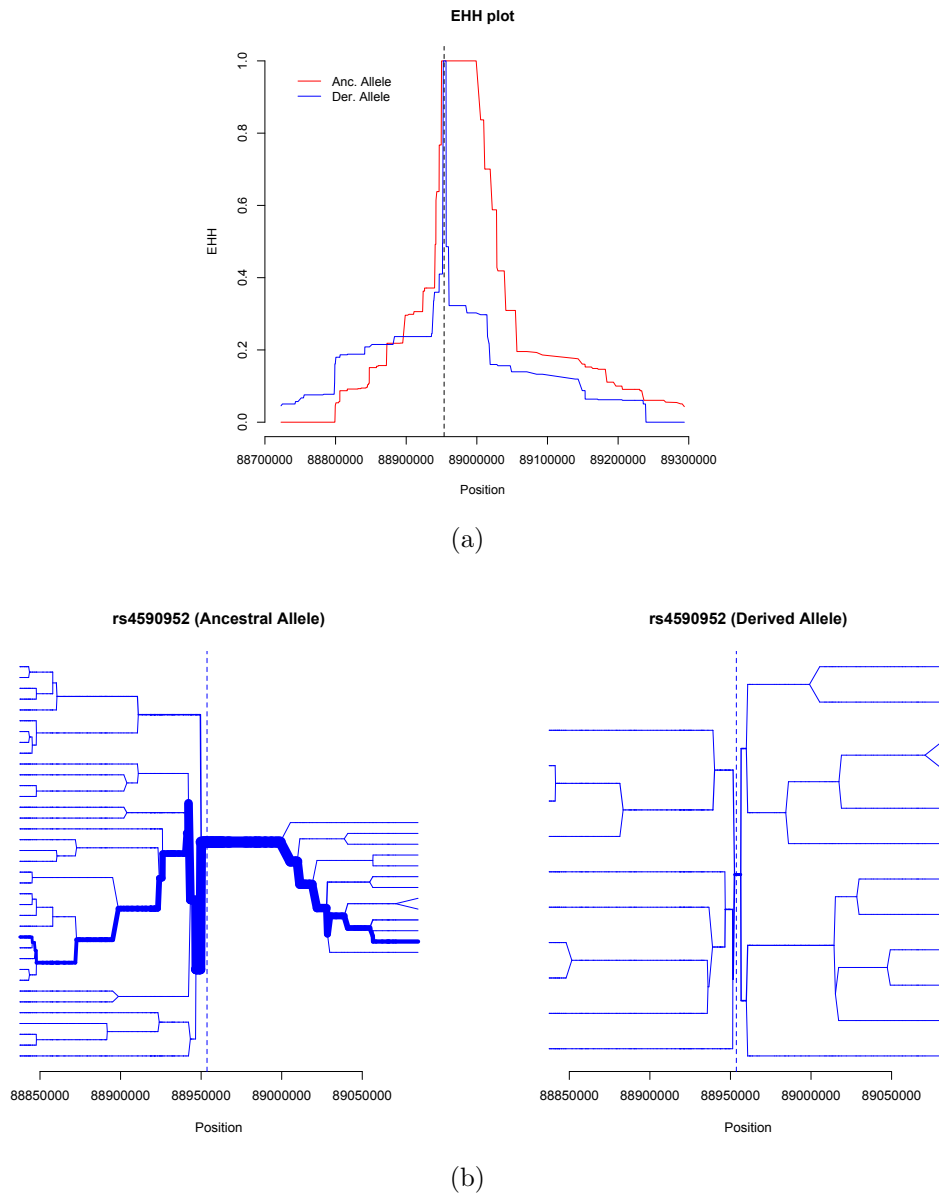 EHH plot
Anc. Allele
Der. Allele
EHH
0.0 0.2 0.4 0.6 0.8 1.0
88700000 88800000 88900000 89000000 89100000 89200000 89300000
Position
(a)
rs4590952 (Ancestral Allele)
88850000 88900000 88950000 89000000 89050000
Position
rs4590952 (Derived Allele)
88850000 88900000 88950000 89000000 89050000
Position
(b)